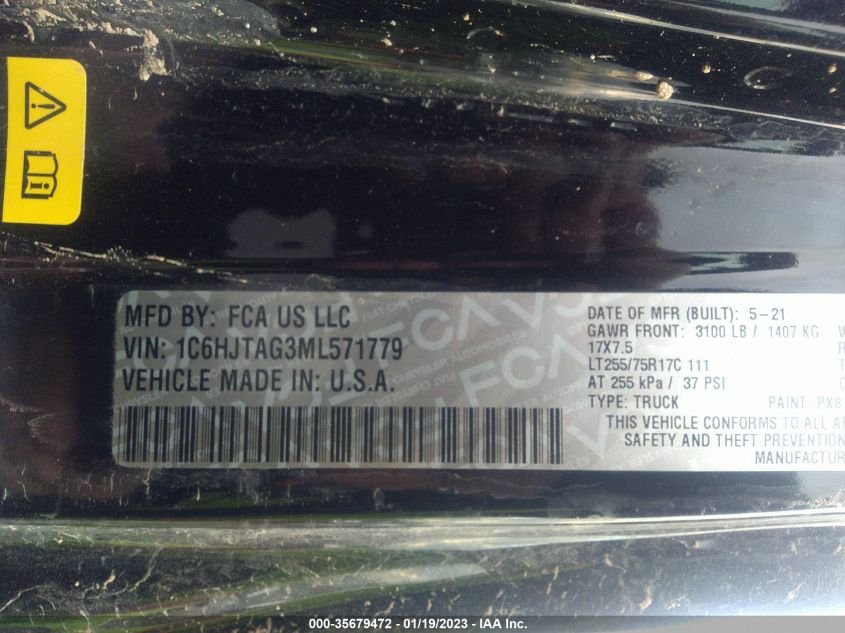 MFD BY: FCA US LLC
VIN: 1C6HJTAG3ML571779
VEHICLE MADE IN: U.S.A.
DATE OF MFR (BUILT): 5-21
GAWR FRONT: 3100 LB / 1407 KG W
17X7.5 R
LT255/75R17C 111
AT 255 kPa / 37 PSI C
TYPE: TRUCK PAINT: PX8
THIS VEHICLE CONFORMS TO ALL
SAFETY AND THEFT PREVENTION
MANUFACTUR
000-35679472 - 01/19/2023 - IAA Inc.